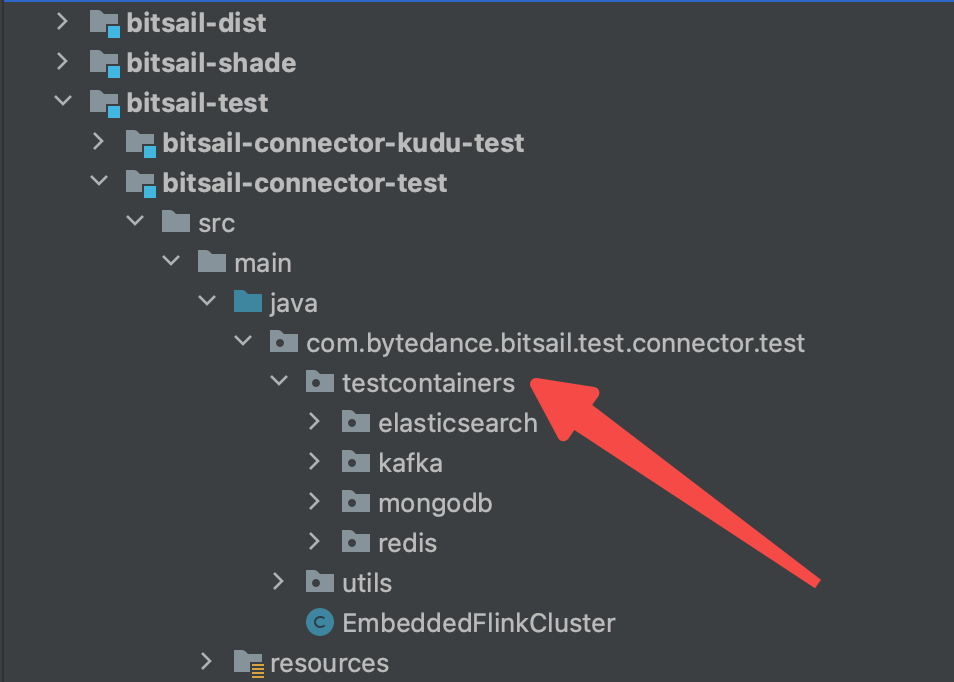 bitsail-dist
bitsail-shade
bitsail-test
bitsail-connector-kudu-test
bitsail-connector-test
src
main
java
com.bytedance.bitsail.test.connector.test
testcontainers
elasticsearch
kafka
mongodb
redis
utils
C EmbeddedFlinkCluster
resources